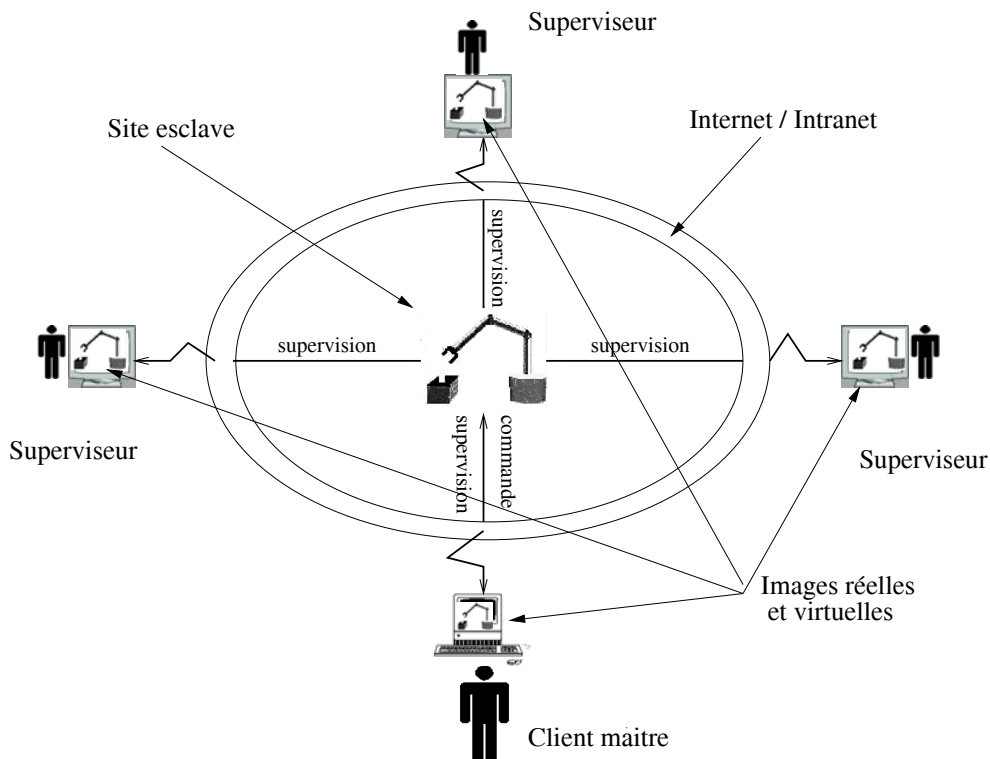 Superviseur
Site esclave
Internet / Intranet
supervision
supervision
supervision
Superviseur
supervision
commande
Superviseur
Images réelles
et virtuelles
Client maitre